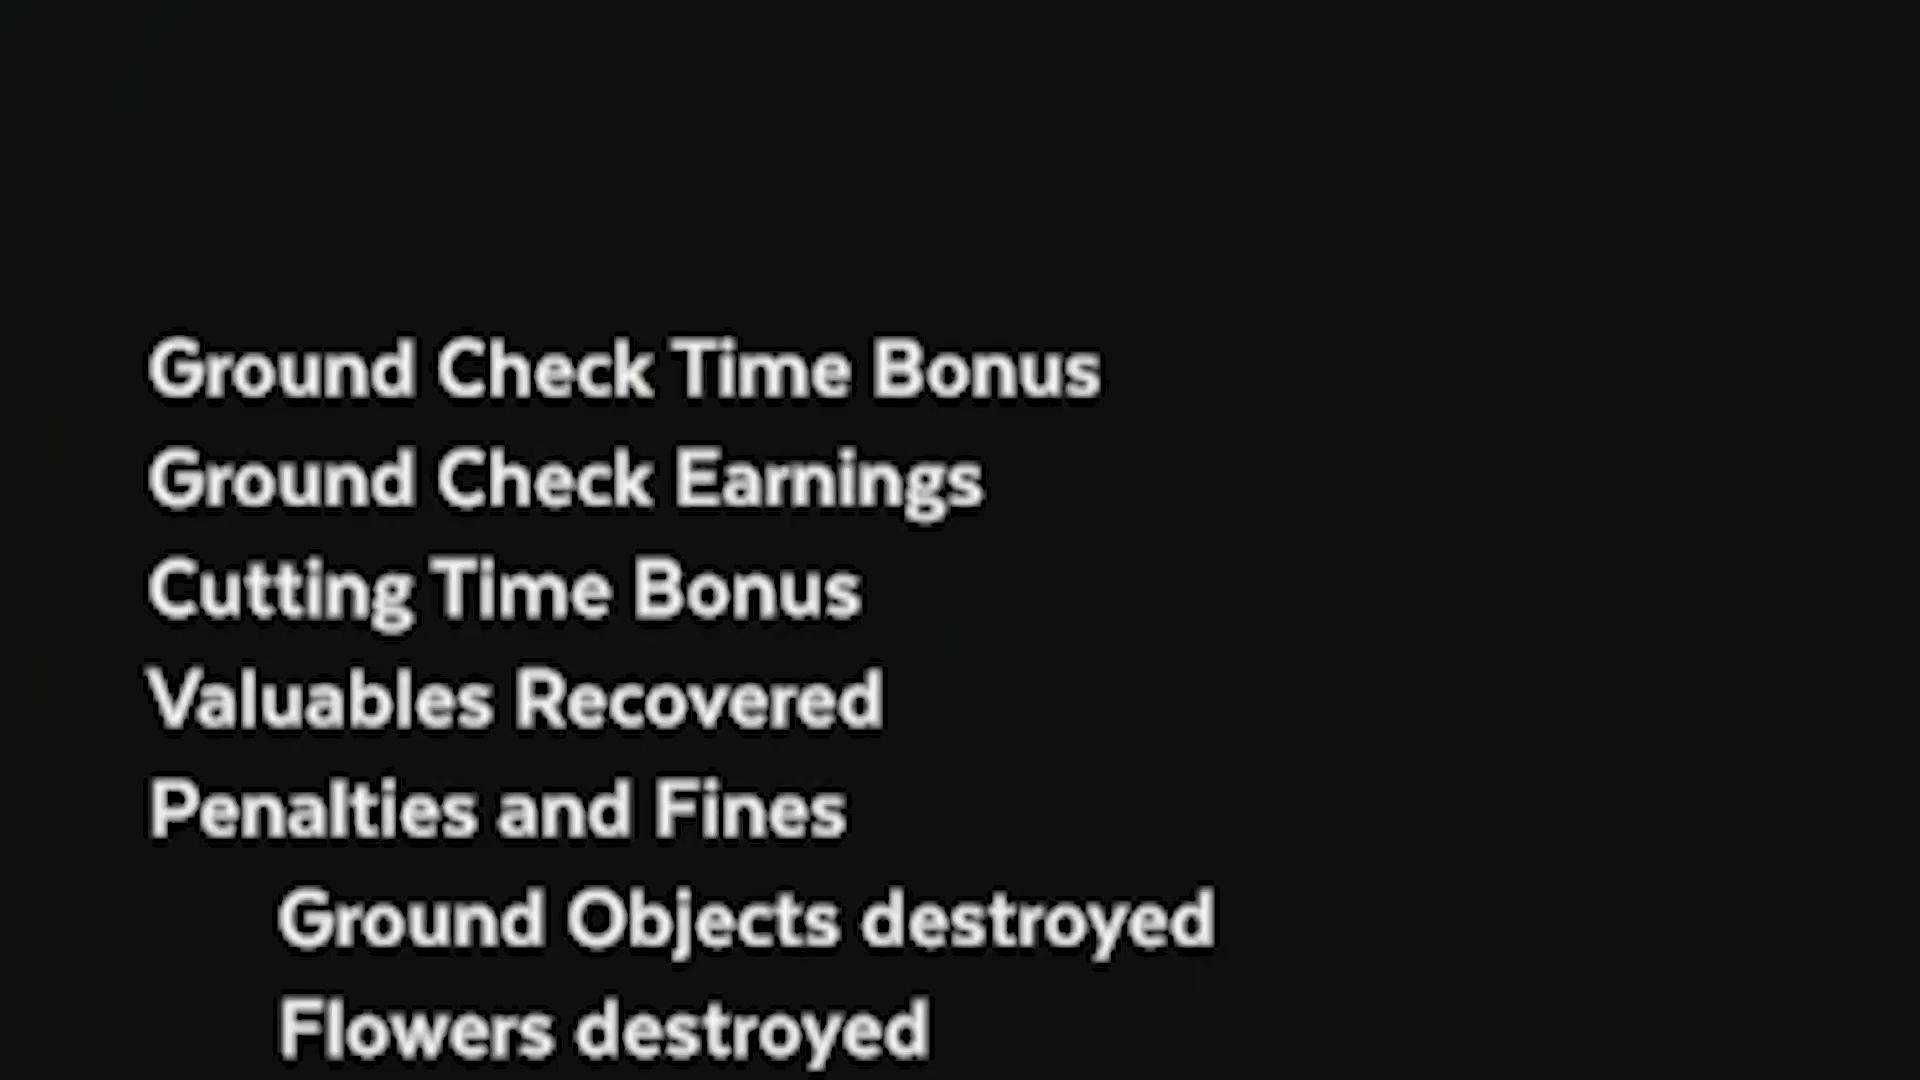 Ground Check Time Bonus
Ground Check Earnings
Cutting Time Bonus
Valuables Recovered
Penalties and Fines
Ground Objects destroyed
Flowers destroyed